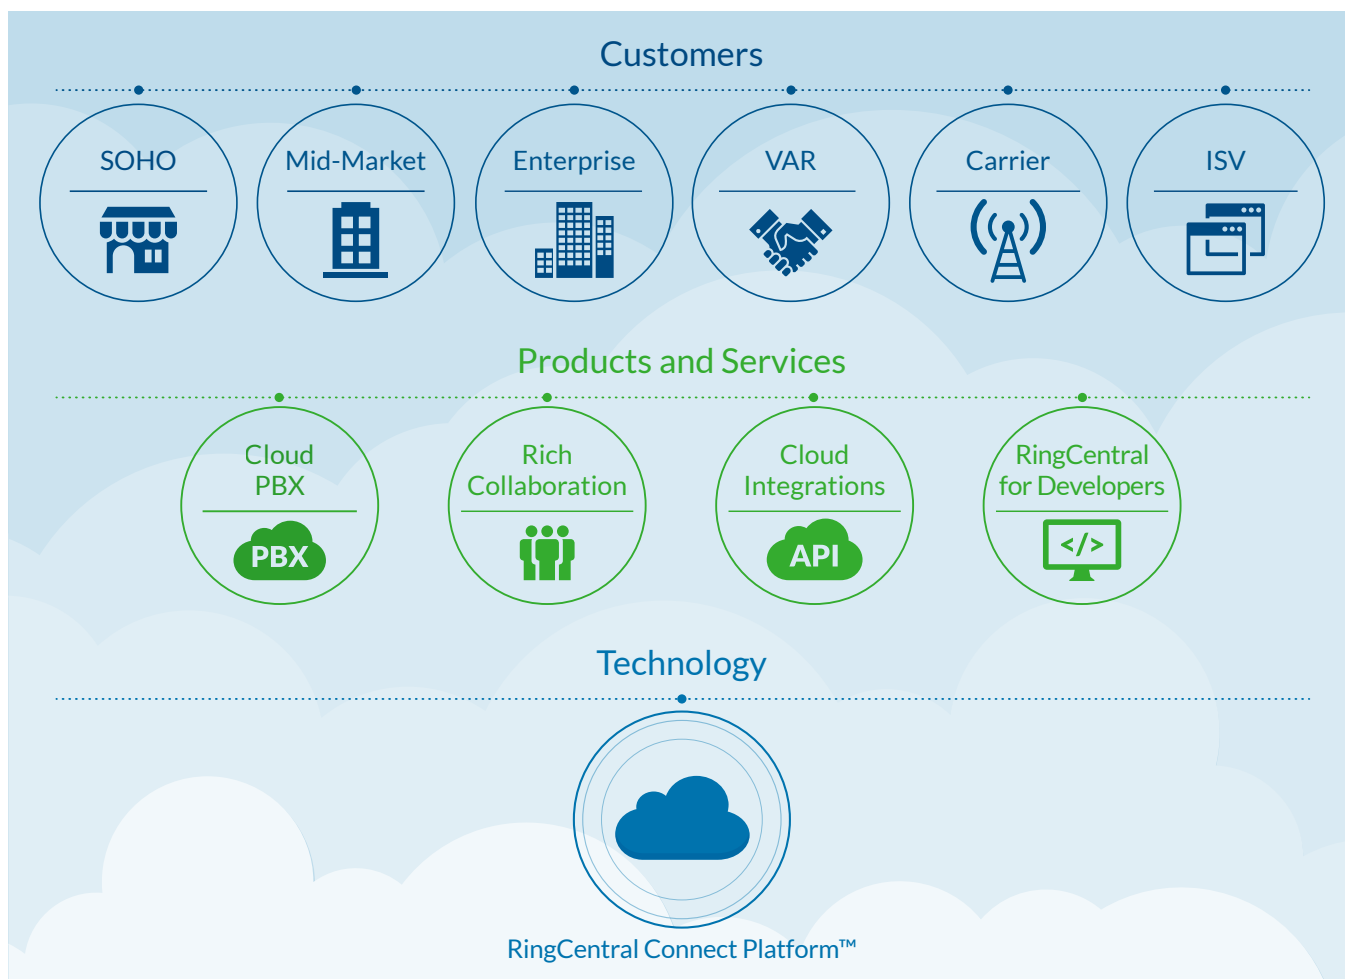 Customers
SOHO
Mid-Market
Enterprise
VAR
Carrier
ISV
Products and Services
Cloud
PBX
PBX
Rich
Collaboration
Cloud
Integrations
API
RingCentral
for Developers
</>
Technology
RingCentral Connect Platform™